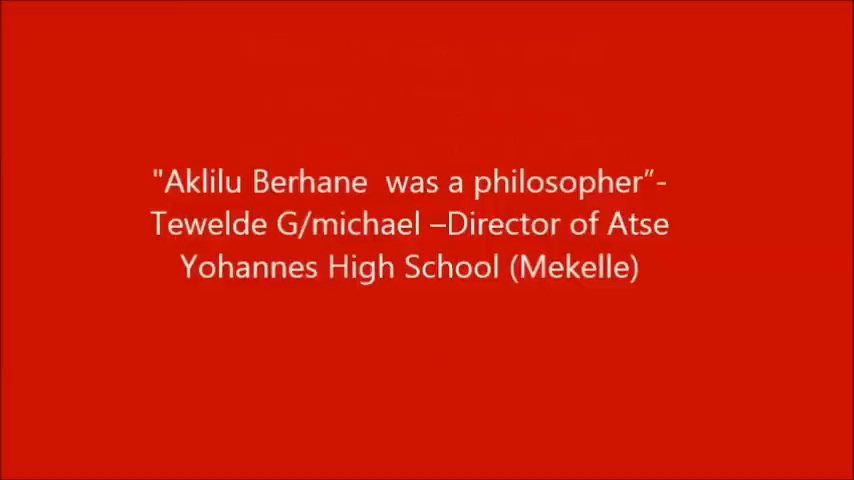 "Aklilu Berhane  was a philosopher”-
Tewelde G/michael –Director of Atse
Yohannes High School (Mekelle)